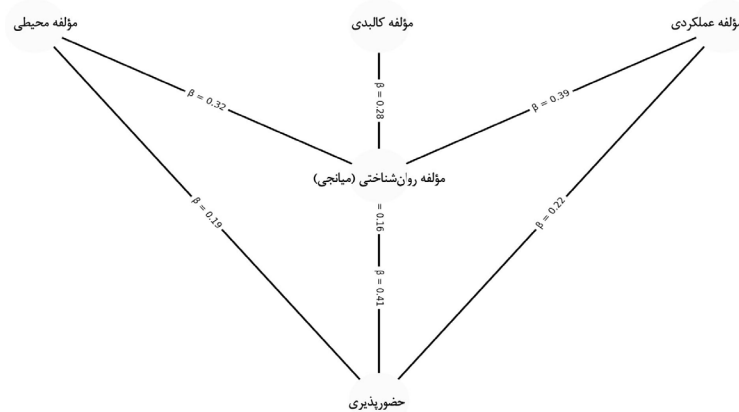 مؤلفه محیطی
مؤلفه کالبدی
مؤلفه عملکردی
β = 0.32
β = 0.28
β = 0.39
مؤلفه روان‌شناختی (میانجی)
β = 0.19
= 0.16
β = 0.22
β = 0.41
حضورپذیری